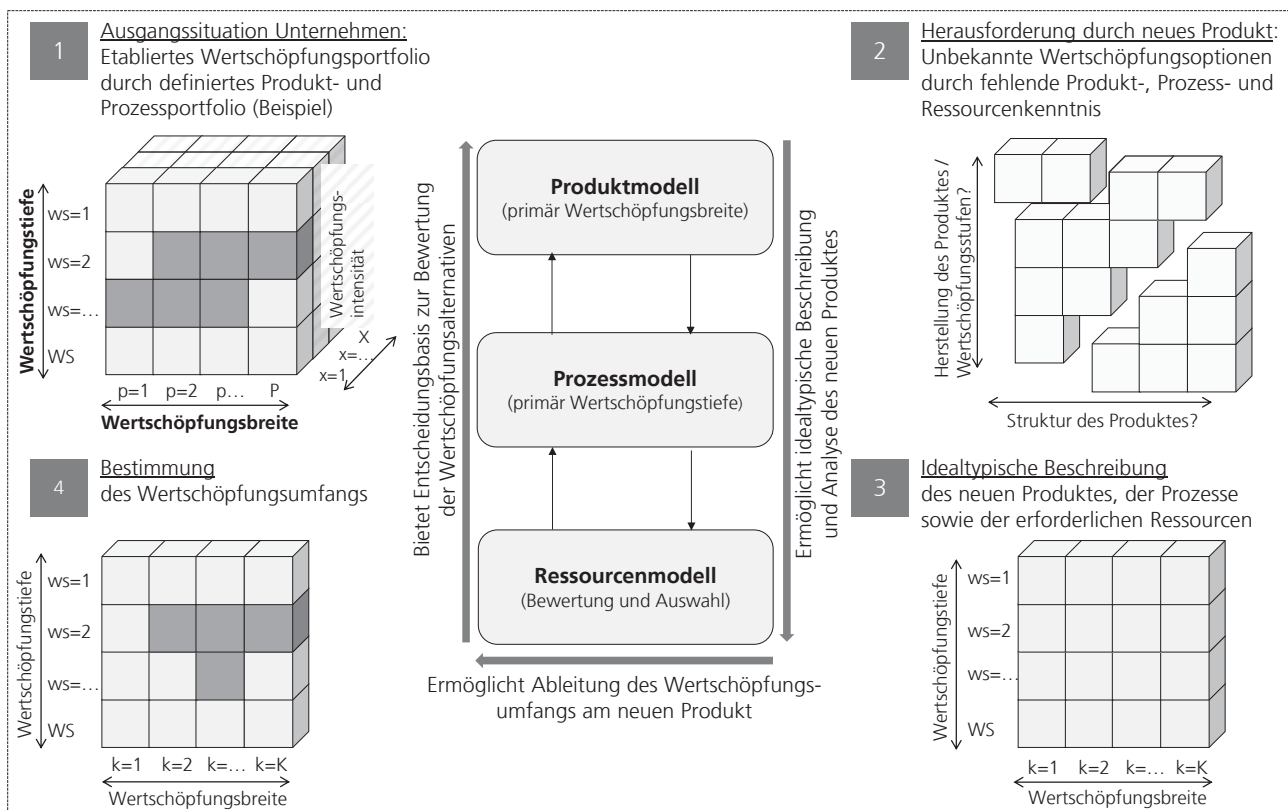 1
Ausgangssituation Unternehmen:
Etabliertes Wertschöpfungsportfolio
durch definiertes Produkt- und
Prozessportfolio (Beispiel)
Wertschöpfungstiefe
ws=1
ws=2
ws=...
WS
Wertschöpfungs-
intensität
X
x=...
x=1
p=1 p=2 p... P
Wertschöpfungsbreite
Bietet Entscheidungsbasis zur Bewertung
der Wertschöpfungsalternativen
Produktmodell
(primär Wertschöpfungsbreite)
Prozessmodell
(primär Wertschöpfungstiefe)
Ressourcenmodell
(Bewertung und Auswahl)
Ermöglicht idealtypische Beschreibung
und Analyse des neuen Produktes
Ermöglicht Ableitung des Wertschöpfungs-
umfangs am neuen Produkt
2
Herausforderung durch neues Produkt:
Unbekannte Wertschöpfungsoptionen
durch fehlende Produkt-, Prozess- und
Ressourcenkenntnis
Herstellung des Produktes /
Wertschöpfungsstufen?
Struktur des Produktes?
3
Idealtypische Beschreibung
des neuen Produktes, der Prozesse
sowie der erforderlichen Ressourcen
Wertschöpfungstiefe
ws=1
ws=2
ws=...
WS
k=1 k=2 k=... k=K
Wertschöpfungsbreite
4
Bestimmung
des Wertschöpfungsumfangs
Wertschöpfungstiefe
ws=1
ws=2
ws=...
WS
k=1 k=2 k=... k=K
Wertschöpfungsbreite